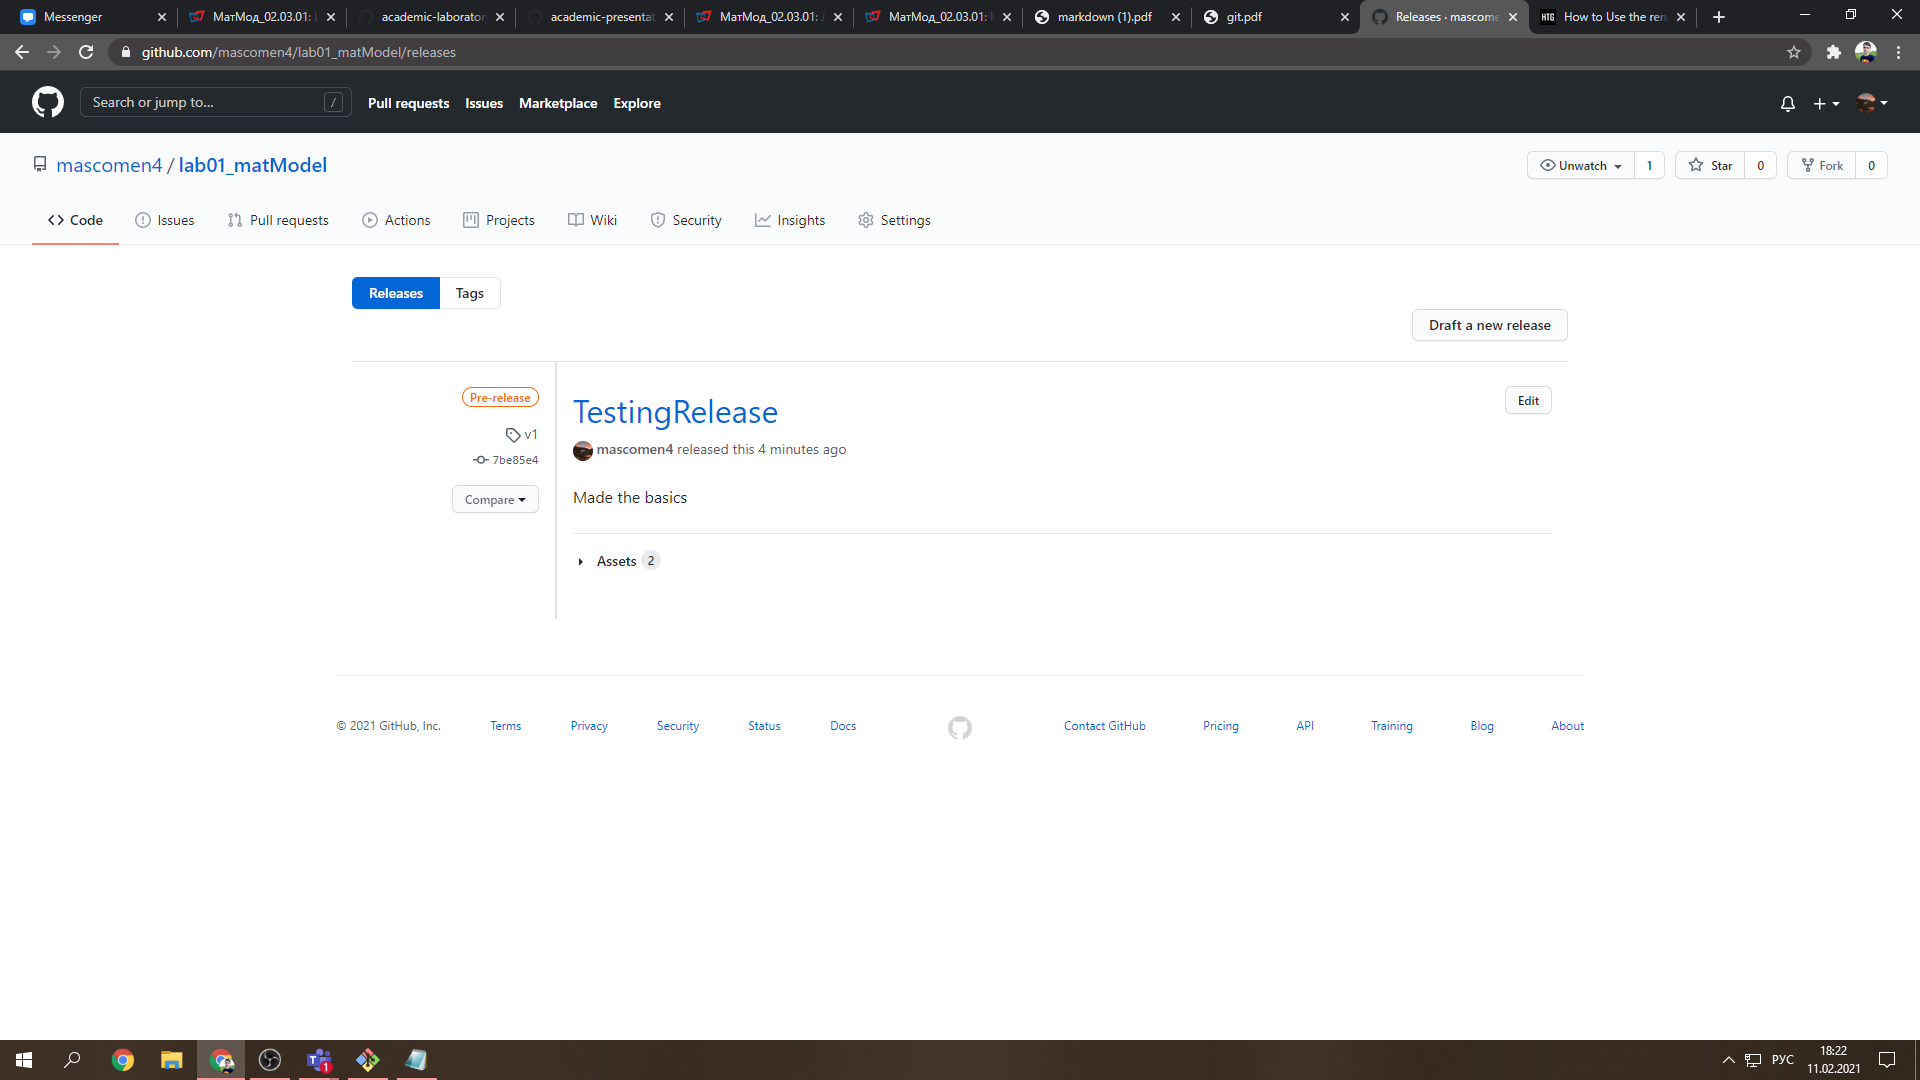 Messenger
МатМод_02.03.01:
academic-laborator
academic-presentat
МатМод_02.03.01:
МатМод_02.03.01:
markdown (1).pdf
git.pdf
Releases · mascome
HTG How to Use the ren
github.com/mascomen4/lab01_matModel/releases
Search or jump to... /
Pull requests Issues Marketplace Explore
mascomen4 / lab01_matModel
Unwatch 1 Star 0 Fork 0
Code Issues Pull requests Actions Projects Wiki Security Insights Settings
Releases Tags
Draft a new release
Pre-release
v1
7be85e4
Compare
TestingRelease
Edit
mascomen4 released this 4 minutes ago
Made the basics
Assets 2
© 2021 GitHub, Inc. Terms Privacy Security Status Docs Contact GitHub Pricing API Training Blog About
1
РУС
18:22
11.02.2021